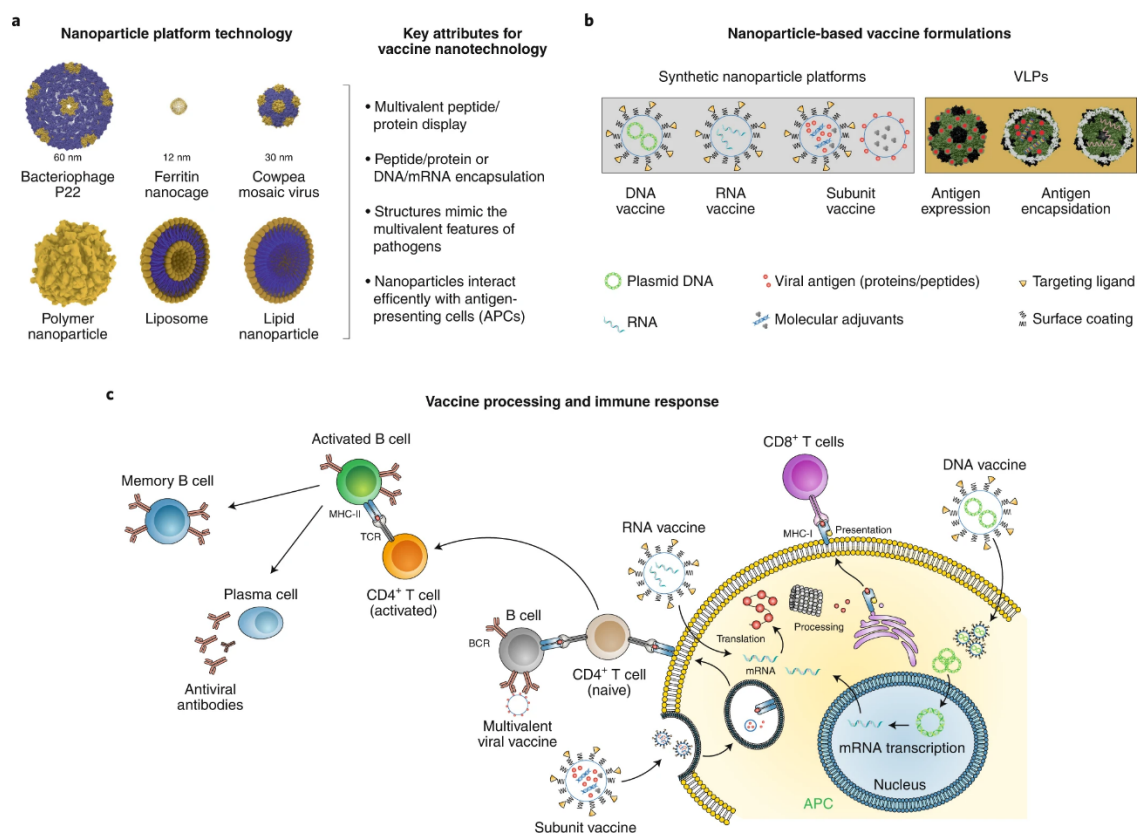 a
Nanoparticle platform technology
60 nm
12 nm
30 nm
Bacteriophage
P22
Ferritin
nanocage
Cowpea
mosaic virus
Polymer
nanoparticle
Liposome
Lipid
nanoparticle
Key attributes for
vaccine nanotechnology
• Multivalent peptide/
protein display
• Peptide/protein or
DNA/mRNA encapsulation
• Structures mimic the
multivalent features of
pathogens
• Nanoparticles interact
efficently with antigen-
presenting cells (APCs)
b
Nanoparticle-based vaccine formulations
Synthetic nanoparticle platforms
VLPs
DNA
vaccine
RNA
vaccine
Subunit
vaccine
Antigen
expression
Antigen
encapsidation
Plasmid DNA
Viral antigen (proteins/peptides)
Targeting ligand
RNA
Molecular adjuvants
Surface coating
c
Vaccine processing and immune response
Activated B cell
Memory B cell
MHC-II
TCR
CD4+ T cell
(activated)
Plasma cell
Antiviral
antibodies
B cell
BCR
CD4+ T cell
(naive)
Multivalent
viral vaccine
Subunit vaccine
RNA vaccine
CD8+ T cells
MHC-I
Presentation
DNA vaccine
Translation
Processing
mRNA
mRNA transcription
Nucleus
APC